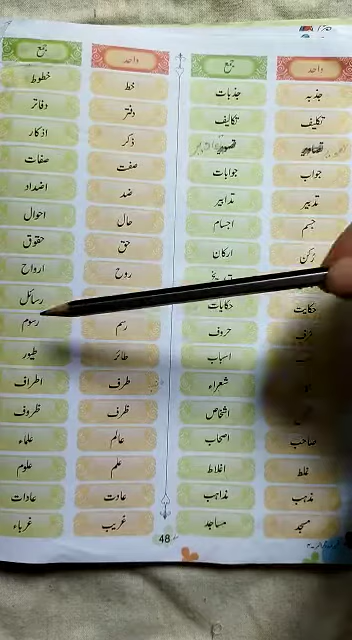 واحد جمع واحد جمع
جذبہ جذبات خط خطوط
تکلیف تکالیف دفتر دفاتر
تصویر ذکر اذکار
جواب جوابات صفت صفات
تدبیر تدابیر ضد اضداد
جسم اجسام حال احوال
رکن ارکان حق حقوق
روح ارواح
حکایت حکایات رسائل
حروف رسم رسوم
اسباب طائر طیور
شعراء طرف اطراف
اشخاص ظرف ظروف
صاحب اصحاب عالم علماء
غلط اغلاط علم علوم
مذہب مذاہب عادت عادات
مسجد مساجد غریب غرباء
48